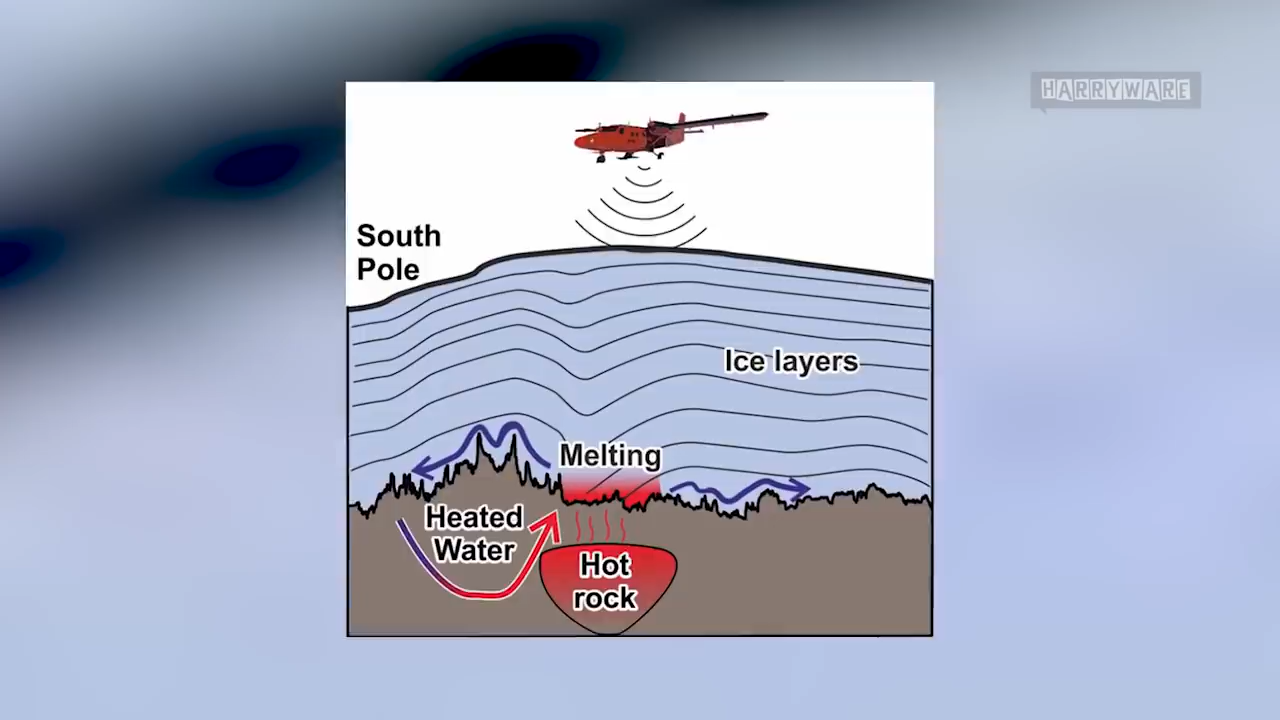 HARRYWARE
South
Pole
Ice layers
Melting
Heated
Water
Hot
rock